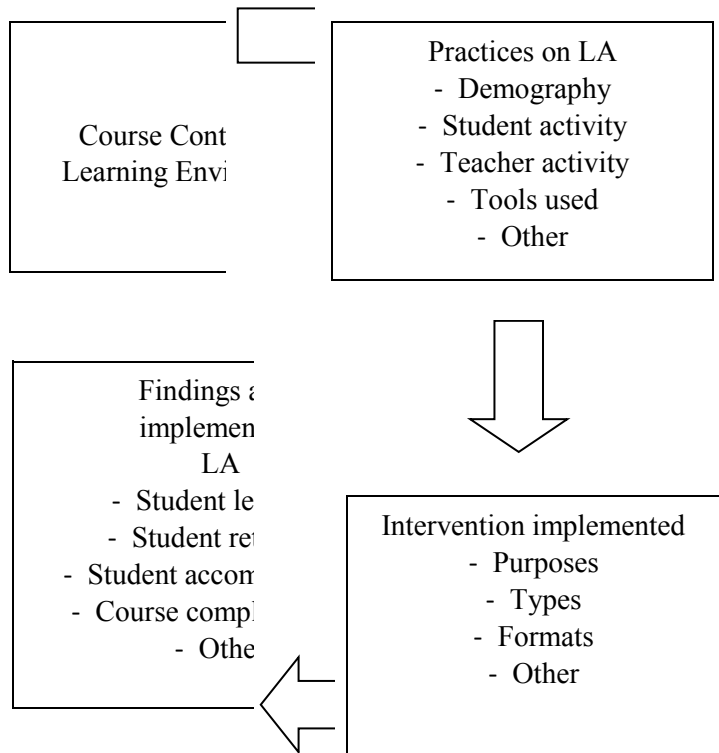 Course Cont
Learning Envi
Practices on LA
- Demography
- Student activity
- Teacher activity
- Tools used
- Other
Findings a
implemen
LA
- Student le
- Student ret
- Student accom
- Course compl
- Othe
Intervention implemented
- Purposes
- Types
- Formats
- Other